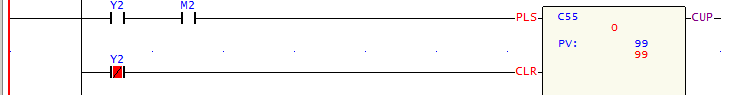 Y2 M2 PLS C55 CUP
0
PV: 99
99
Y2 CLR